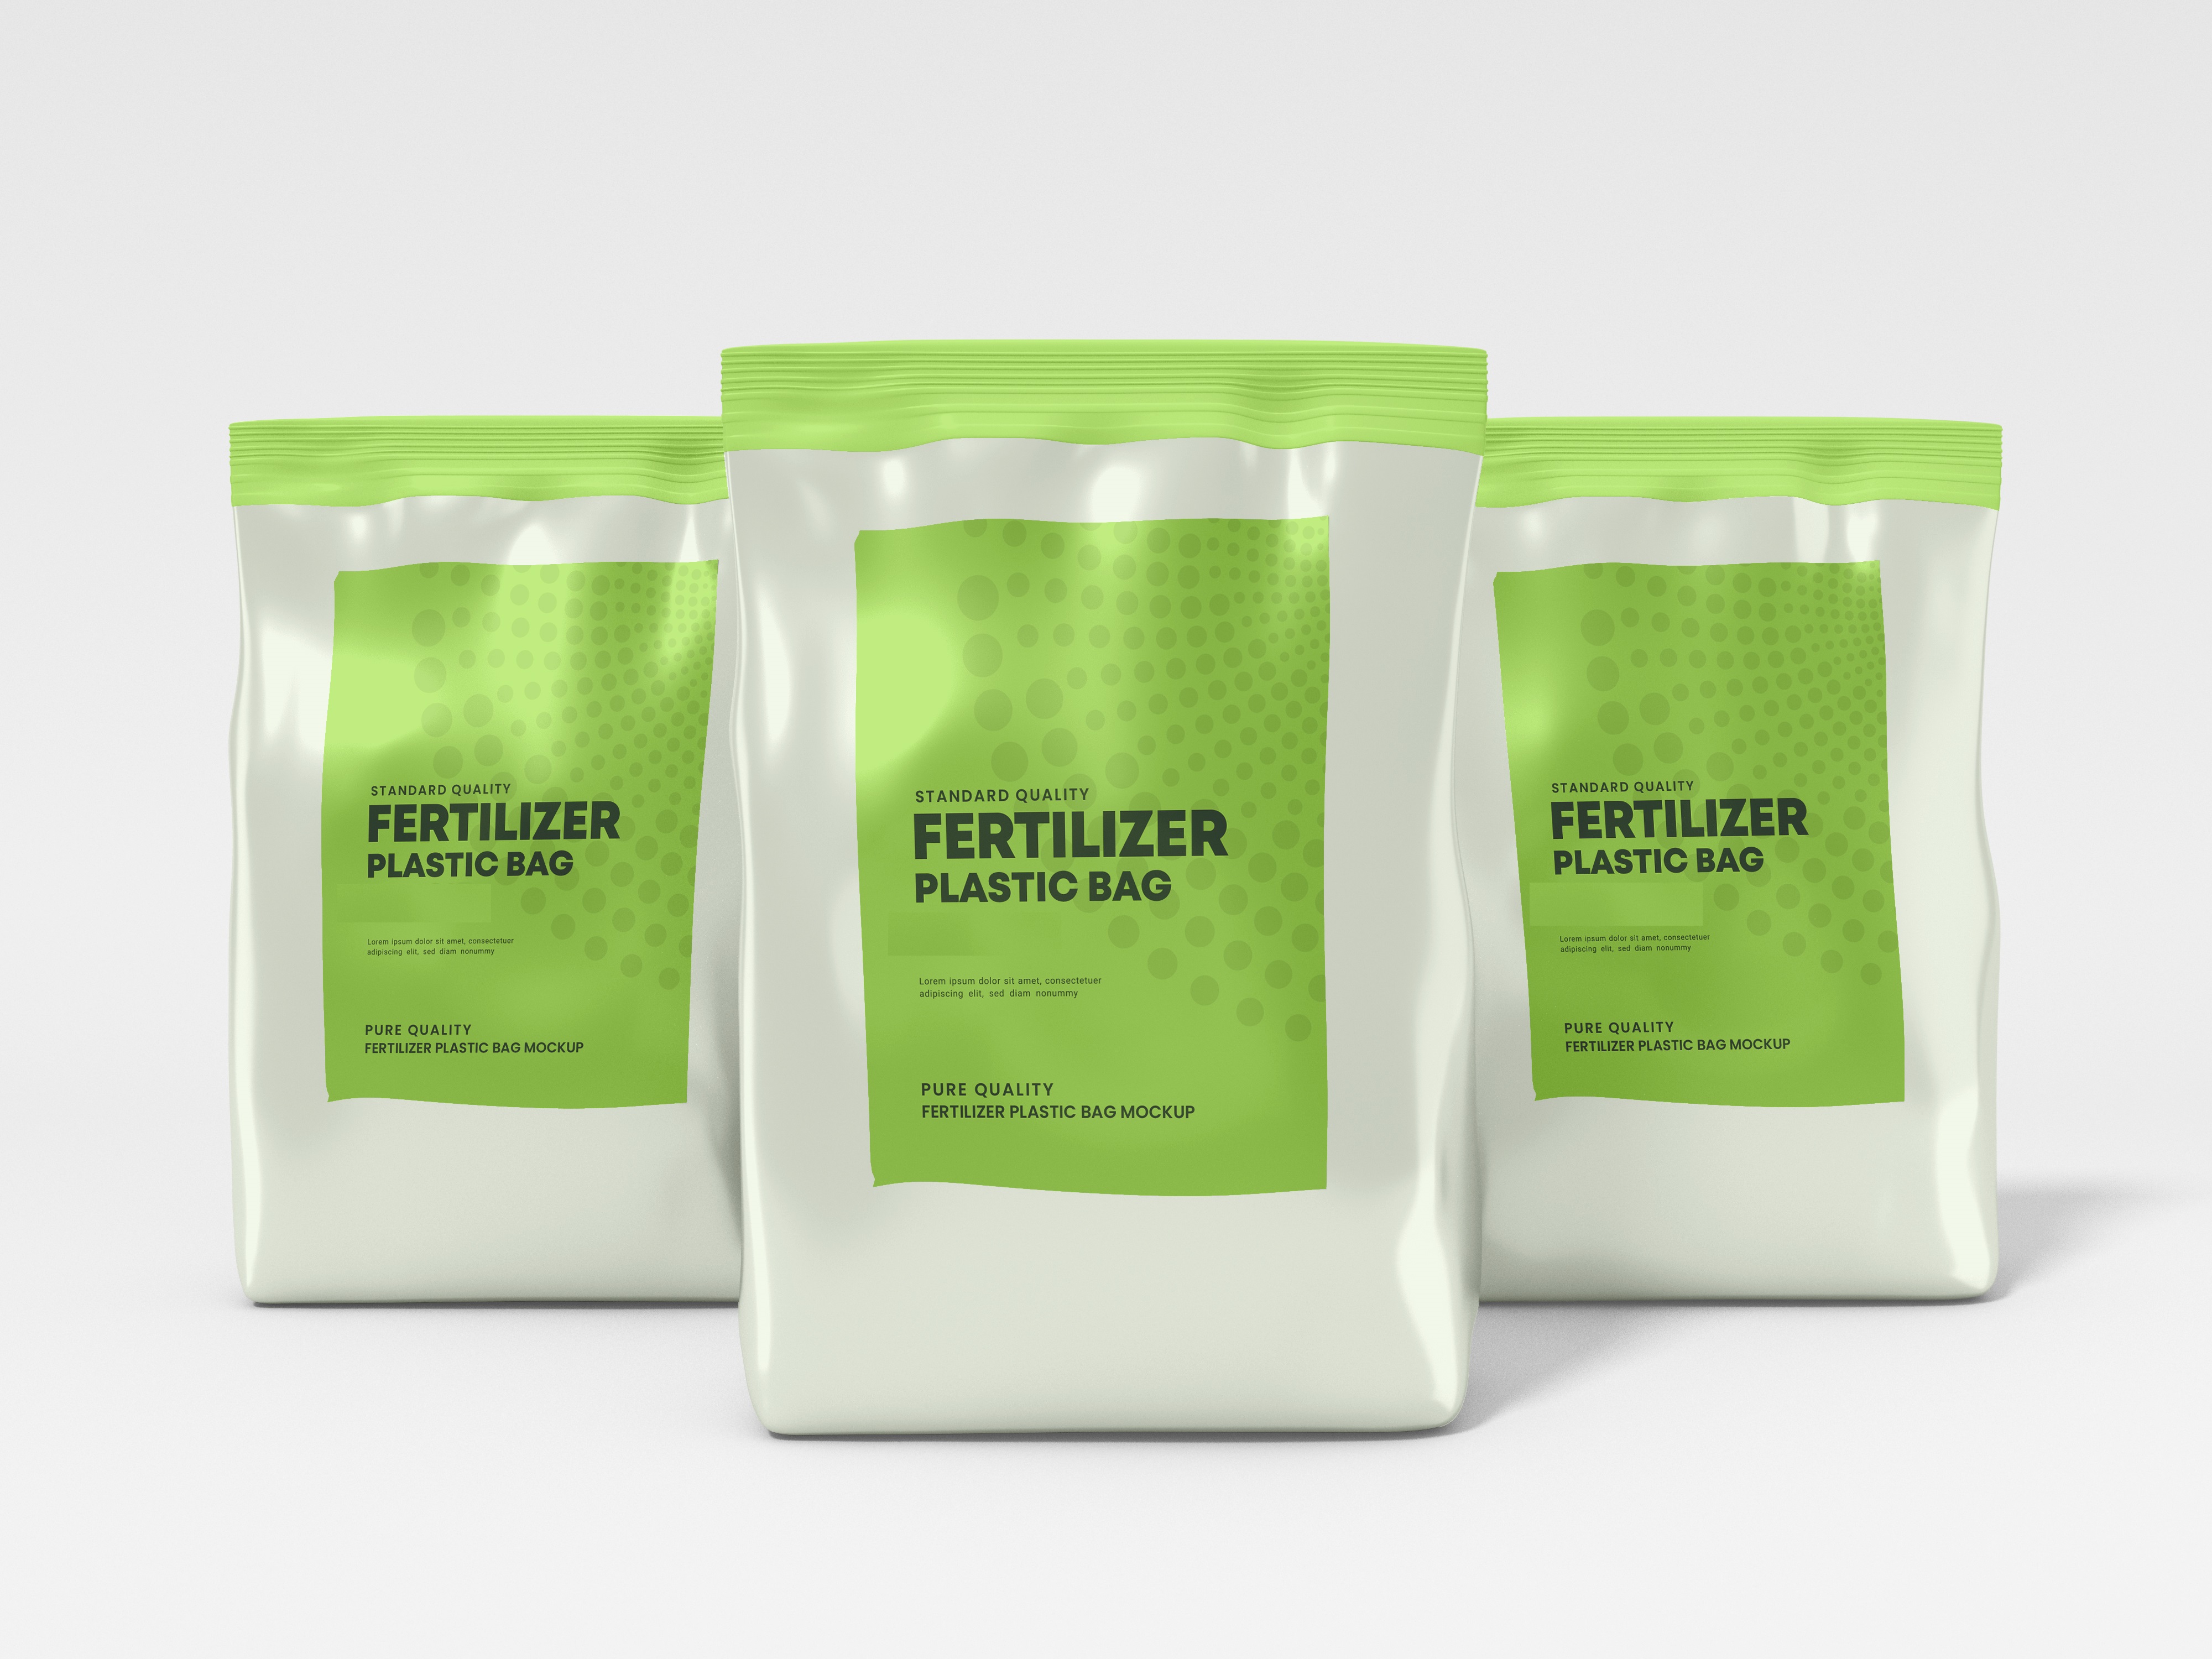 STANDARD QUALITY
FERTILIZER
PLASTIC BAG
Lorem ipsum dolor sit amet, consectetuer
adipiscing elit, sed diam nonummy
PURE QUALITY
FERTILIZER PLASTIC BAG MOCKUP
STANDARD QUALITY
FERTILIZER
PLASTIC BAG
Lorem ipsum dolor sit amet, consectetuer
adipiscing elit, sed diam nonummy
PURE QUALITY
FERTILIZER PLASTIC BAG MOCKUP
STANDARD QUALITY
FERTILIZER
PLASTIC BAG
Lorem ipsum dolor sit amet, consectetuer
adipiscing elit, sed diam nonummy
PURE QUALITY
FERTILIZER PLASTIC BAG MOCKUP